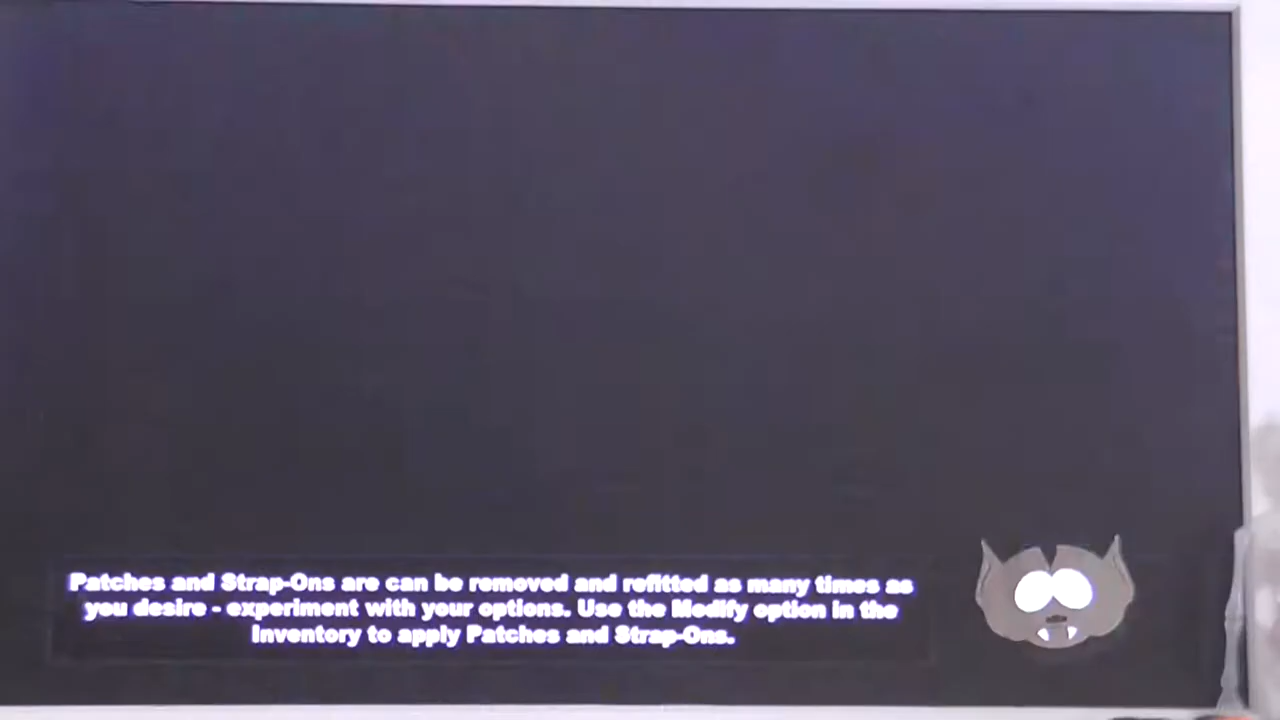 Patches and Strap-Ons are can be removed and refitted as many times as
you desire - experiment with your options. Use the Modify option in the
Inventory to apply Patches and Strap-Ons.